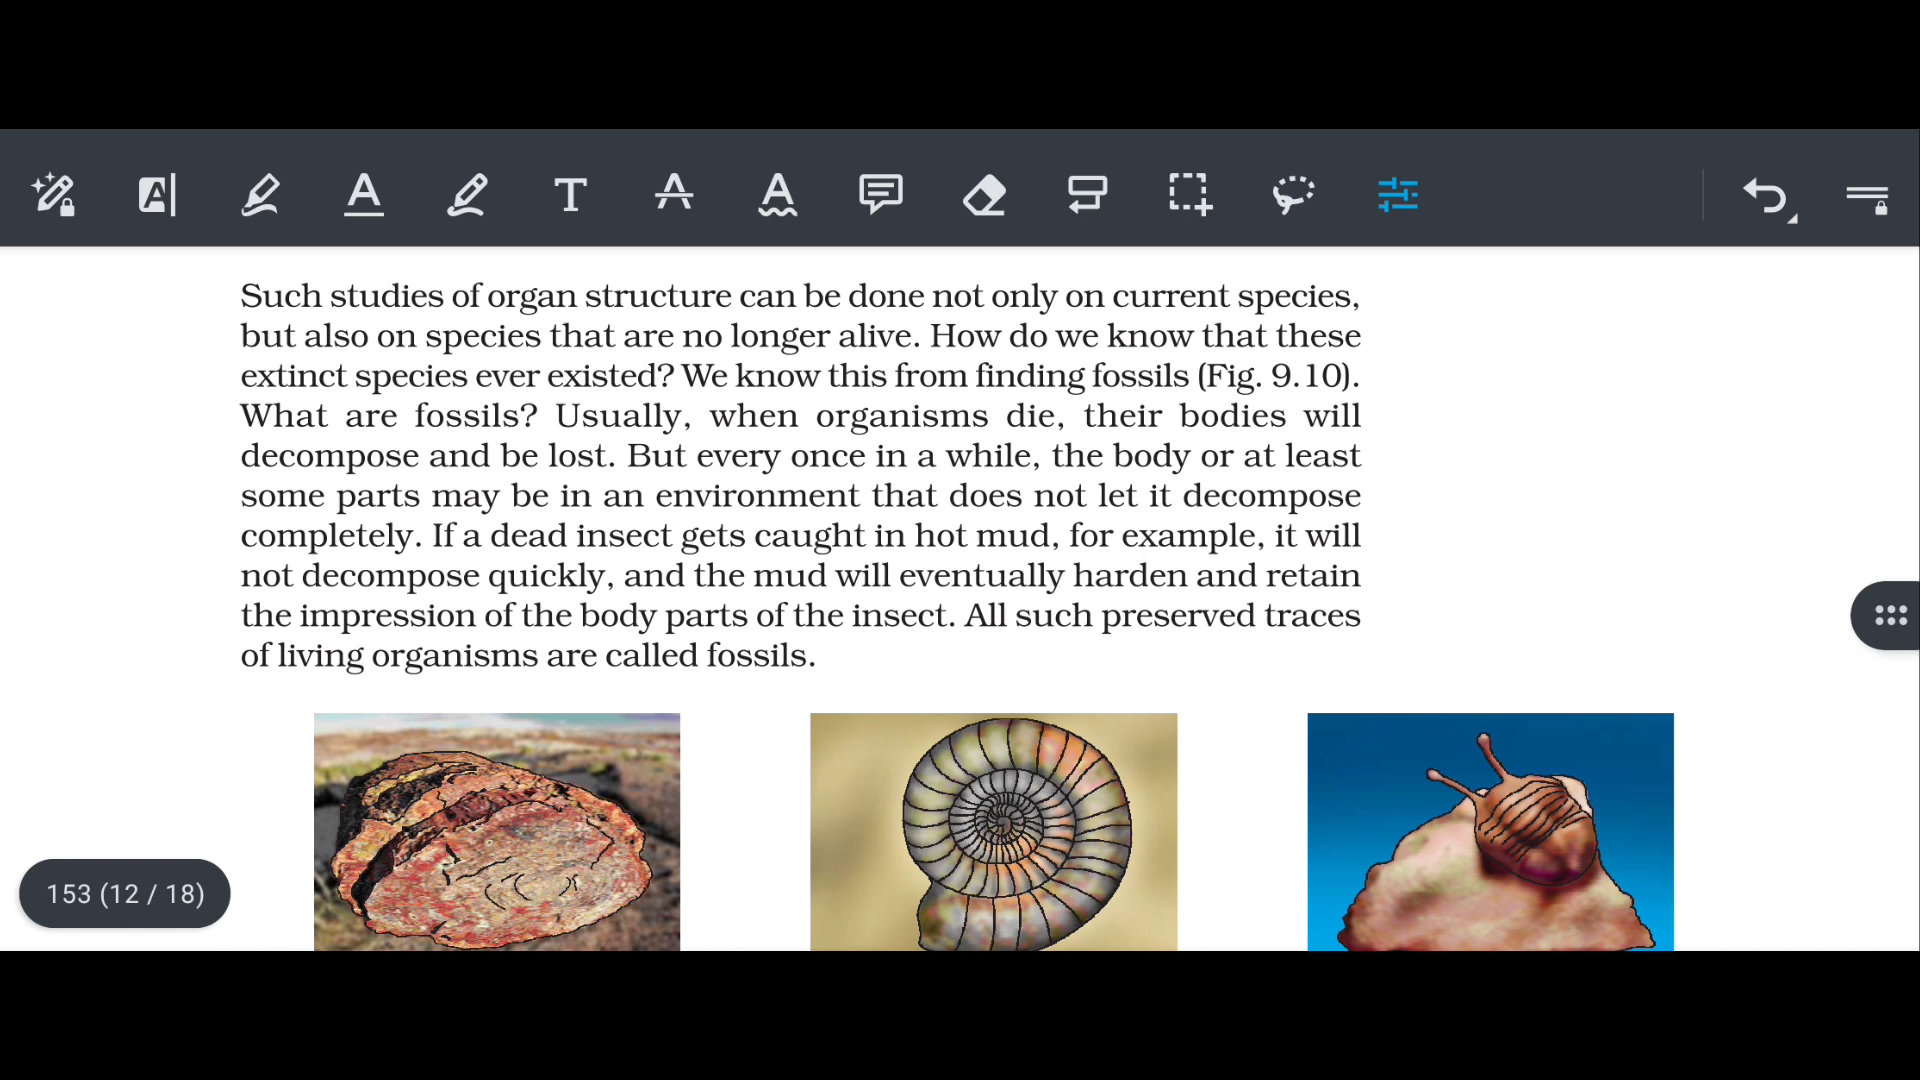 Such studies of organ structure can be done not only on current species,
but also on species that are no longer alive. How do we know that these
extinct species ever existed? We know this from finding fossils (Fig. 9.10).
What are fossils? Usually, when organisms die, their bodies will
decompose and be lost. But every once in a while, the body or at least
some parts may be in an environment that does not let it decompose
completely. If a dead insect gets caught in hot mud, for example, it will
not decompose quickly, and the mud will eventually harden and retain
the impression of the body parts of the insect. All such preserved traces
of living organisms are called fossils.
153 (12 / 18)